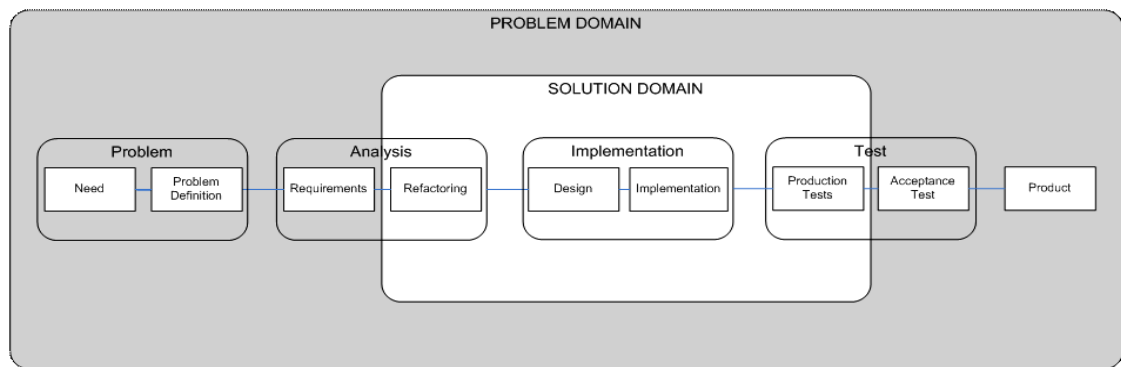 PROBLEM DOMAIN
SOLUTION DOMAIN
Problem
Analysis
Implementation
Test
Need
Problem
Definition
Requirements
Refactoring
Design
Implementation
Production
Tests
Acceptance
Test
Product